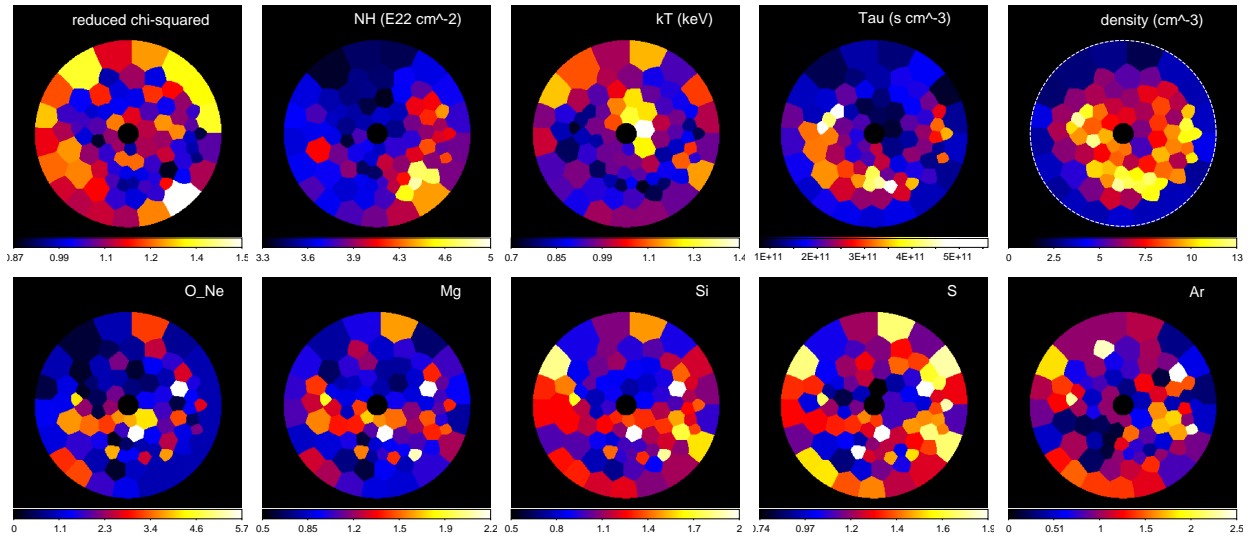 reduced chi-squared
NH (E22 cm^-2)
kT (keV)
Tau (s cm^-3)
density (cm^-3)
0.87 0.99 1.1 1.2 1.4 1.5
3.3 3.6 4 4.3 4.6 5
0.7 0.85 0.99 1.1 1.3 1.4
1E+11 2E+11 3E+11 4E+11 5E+11
0 2.5 5 7.5 10 13
O_Ne
Mg
Si
S
Ar
0 1.1 2.3 3.4 4.6 5.7
0.5 0.85 1.2 1.5 1.9 2.2
0.5 0.8 1.1 1.4 1.7 2
0.74 0.97 1.2 1.4 1.6 1.9
0 0.51 1 1.5 2 2.5